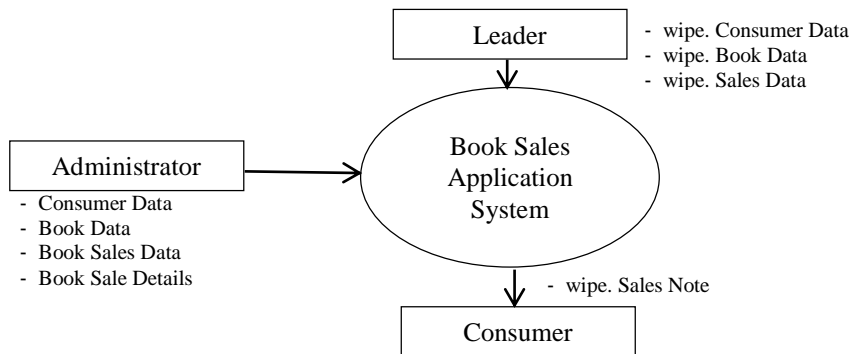 Leader
- wipe. Consumer Data
- wipe. Book Data
- wipe. Sales Data
Book Sales
Application
System
Administrator
- Consumer Data
- Book Data
- Book Sales Data
- Book Sale Details
- wipe. Sales Note
Consumer